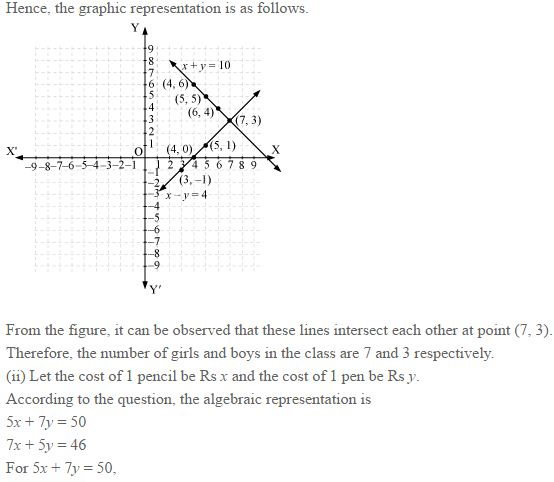 Hence, the graphic representation is as follows.
Y
9
8
7
x + y = 10
6
(4, 6)
5
(5, 5)
4
(6, 4)
3
(7, 3)
2
1
X'
O
(4, 0)
(5, 1)
X
-9-8-7-6-5-4-3-2-1
1 2 3 4 5 6 7 8 9
-1
-2
(3, -1)
-3
x - y = 4
-4
-5
-6
-7
-8
-9
Y'
From the figure, it can be observed that these lines intersect each other at point (7, 3).
Therefore, the number of girls and boys in the class are 7 and 3 respectively.
(ii) Let the cost of 1 pencil be Rs x and the cost of 1 pen be Rs y.
According to the question, the algebraic representation is
5x + 7y = 50
7x + 5y = 46
For 5x + 7y = 50,